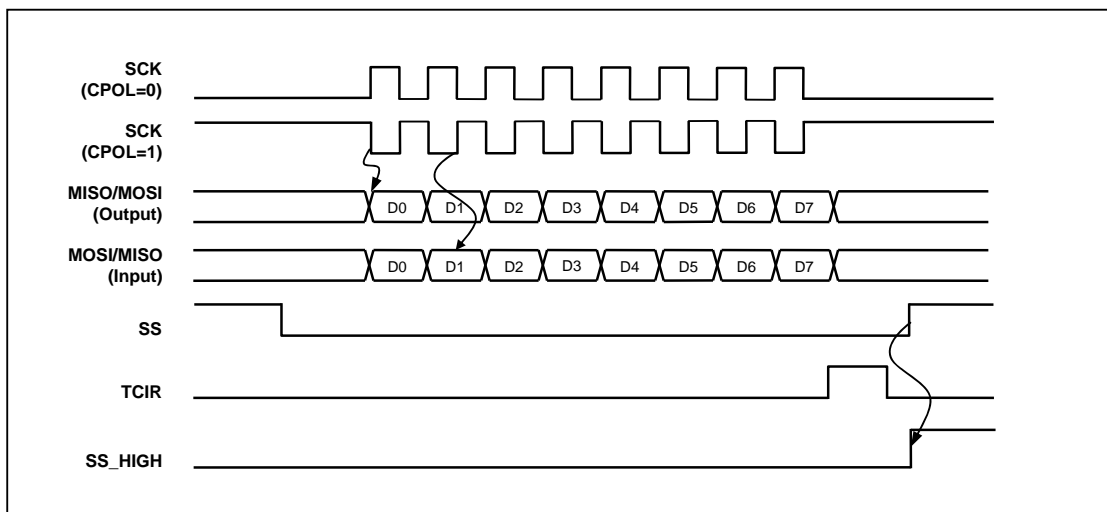 SCK
(CPOL=0)
SCK
(CPOL=1)
MISO/MOSI
(Output)
D0 D1 D2 D3 D4 D5 D6 D7
MOSI/MISO
(Input)
D0 D1 D2 D3 D4 D5 D6 D7
SS
TCIR
SS_HIGH